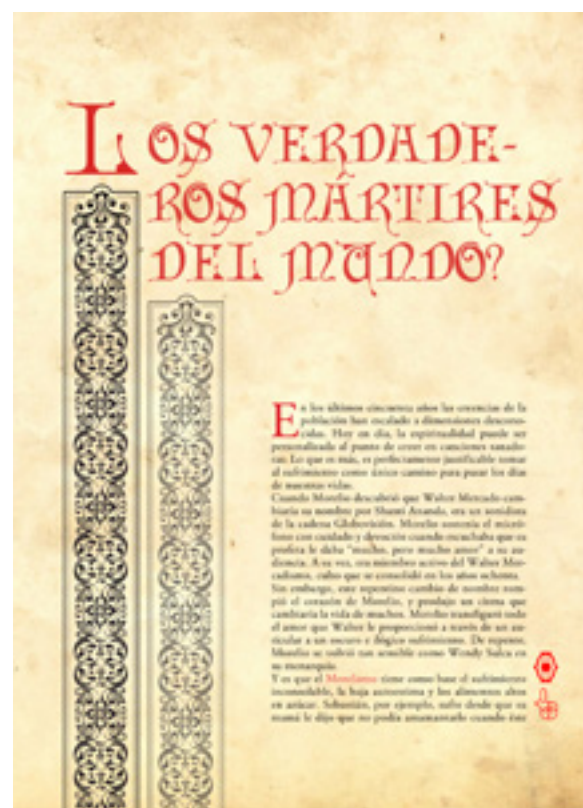 LOS VERDADE-
ROS MÁRTIRES
DEL MUNDO?
En los últimos cincuenta años las creencias de la
población han escalado a dimensiones descono-
cidas. Hoy en día, la espiritualidad puede ser
personalizada al punto de creer en canciones sanado-
ras. Lo que es más, es perfectamente justificable tomar
al sufrimiento como único camino para pasar los días
de nuestras vidas.
Cuando Morelio descubrió que Walter Mercado cam-
biaría su nombre por Shanti Ananda, era un sonidista
de la cadena Globovisión. Morelio sostenía el micró-
fono con cuidado y devoción cuando escuchaba que su
profeta le daba "mucho, pero mucho amor" a su au-
diencia. A su vez, era miembro activo del Walter Mer-
cadismo, culto que se consolidó en los años ochenta.
Sin embargo, este repentino cambio de nombre rom-
pió el corazón de Morelio, y produjo un cisma que
cambiaría la vida de muchos. Morelio transfiguró todo
el amor que Walter le proporcionó a través de un au-
ricular a un oscuro e ilógico sufrimiento. De repente,
Morelio se volvió tan sensible como Wendy Sulca en
su menarquia.
Y es que el tiene como base el sufrimiento
inconsolable, la baja autoestima y los alimentos altos
en azúcar. Sebastián, por ejemplo, sufre desde que su
mamá le dijo que no podía amamantarlo cuando éste